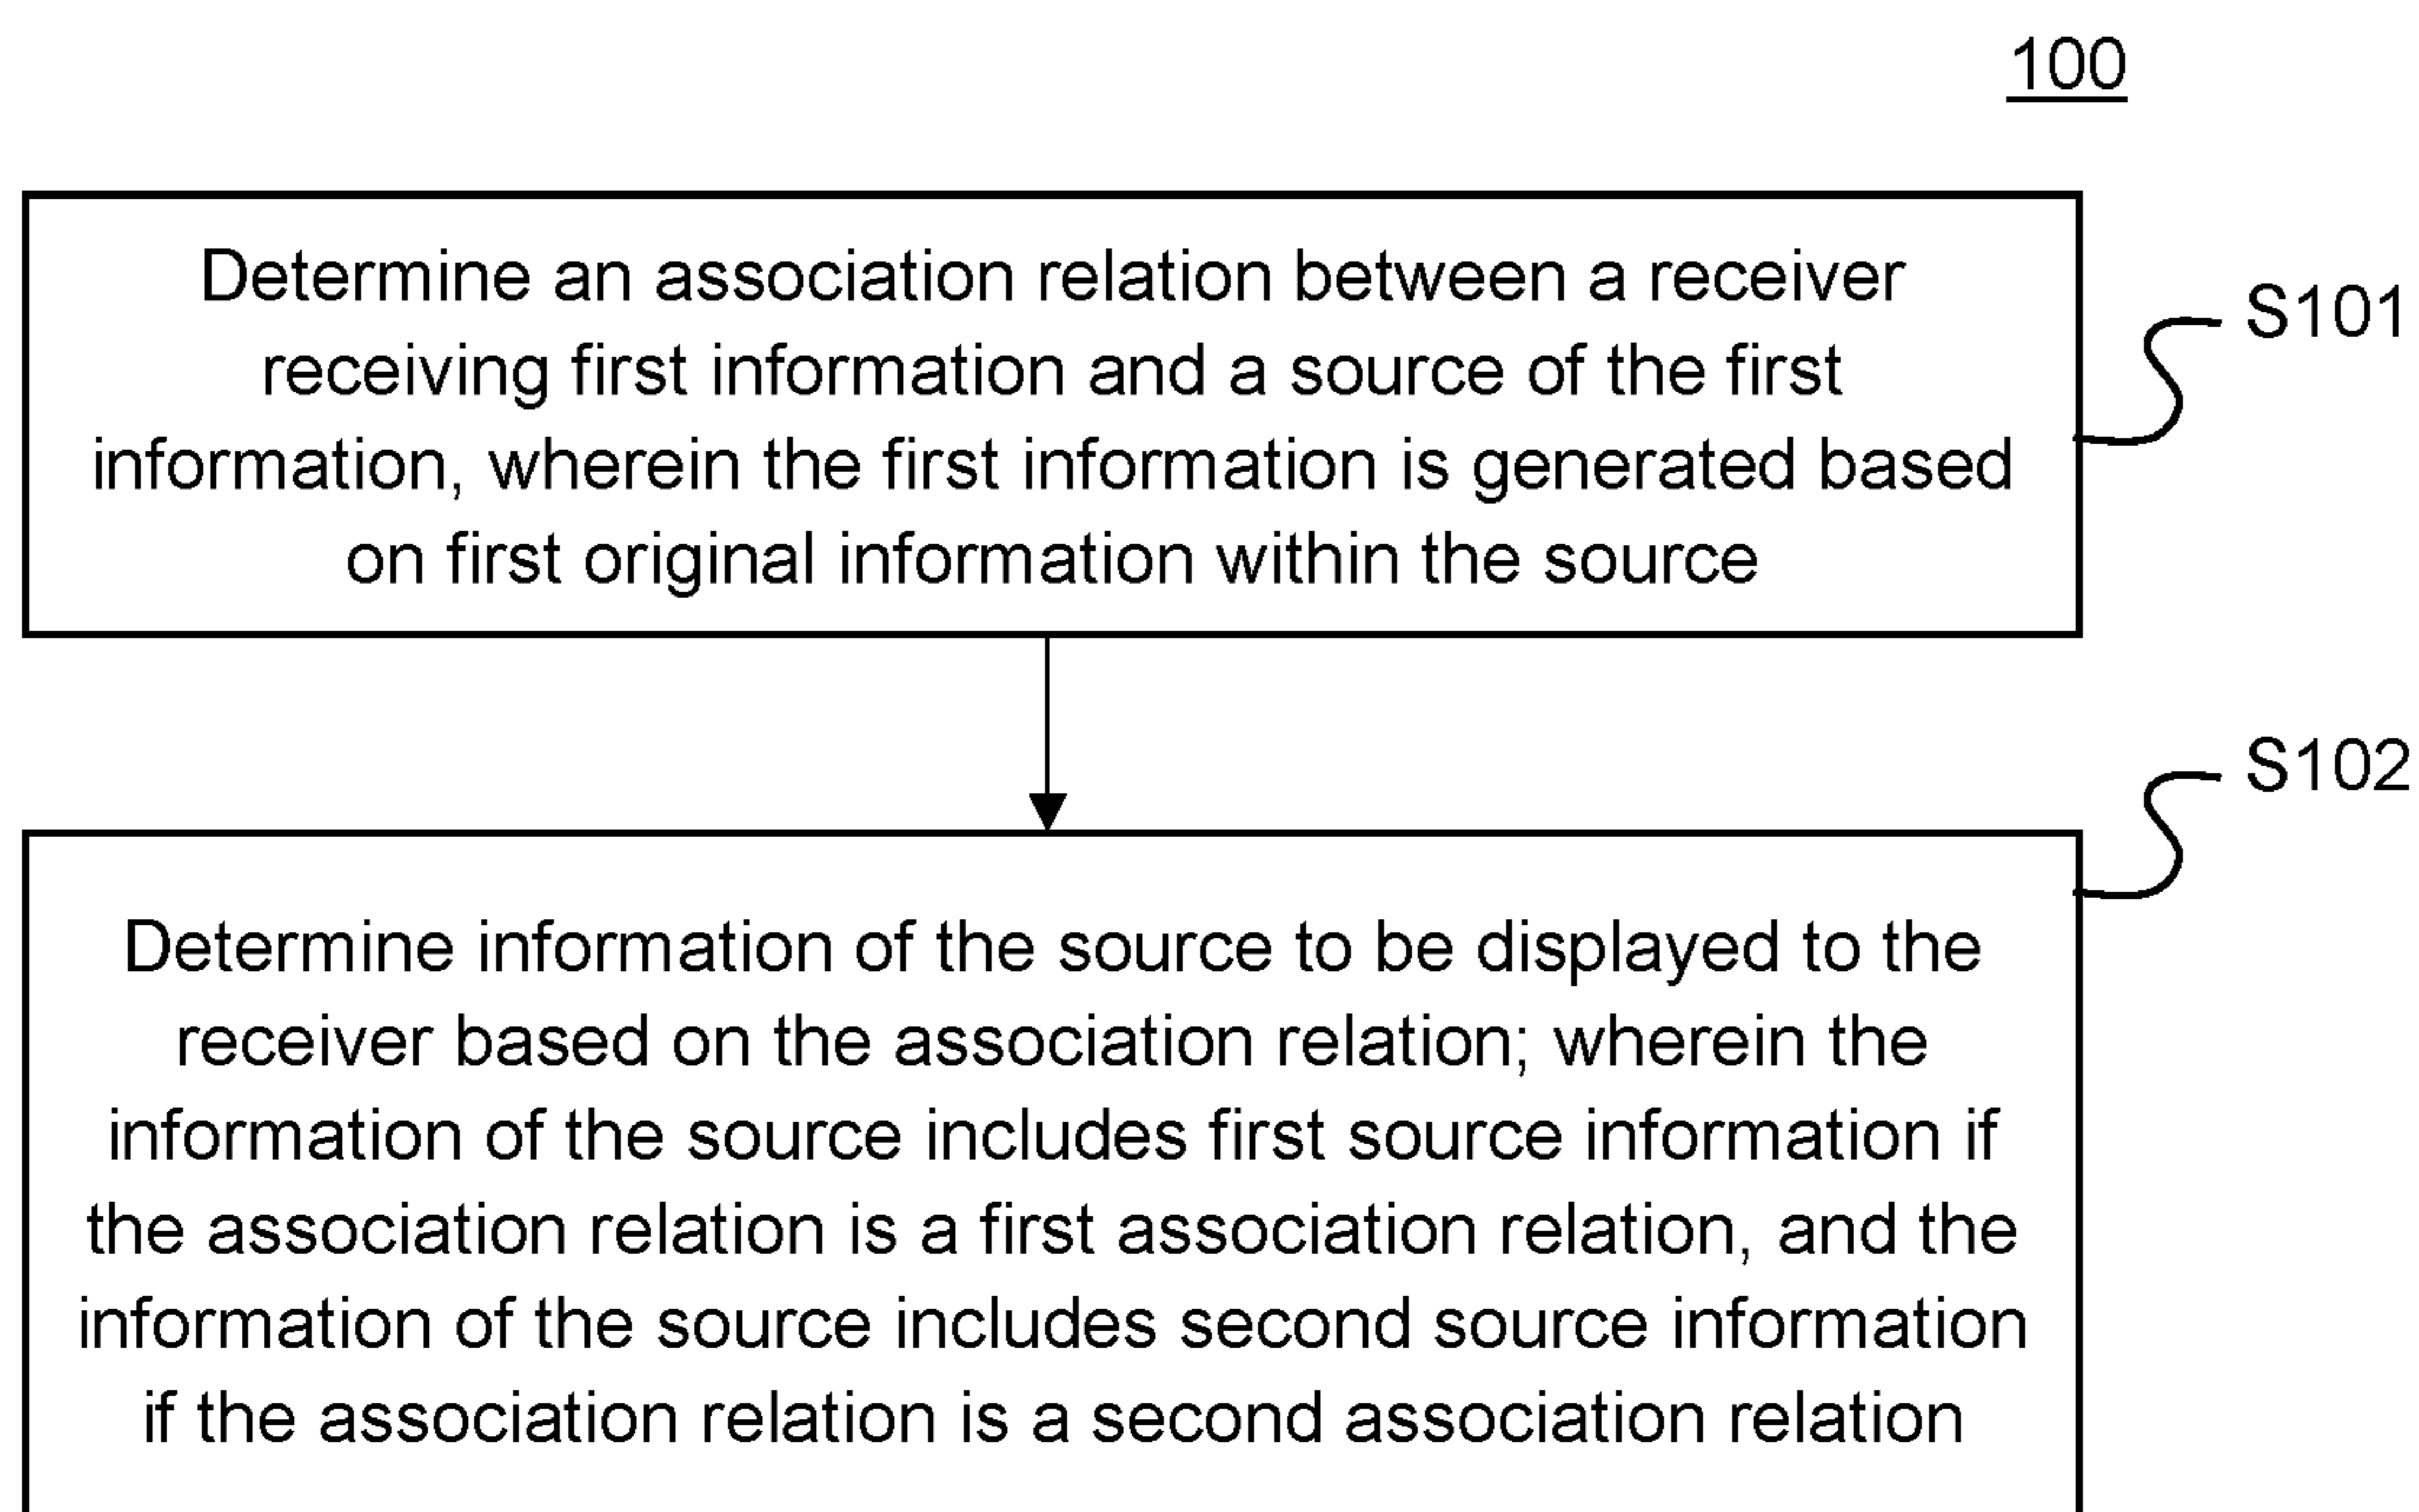 100
Determine an association relation between a receiver
receiving first information and a source of the first
information, wherein the first information is generated based
on first original information within the source
S101
S102
Determine information of the source to be displayed to the
receiver based on the association relation; wherein the
information of the source includes first source information if
the association relation is a first association relation, and the
information of the source includes second source information
if the association relation is a second association relation